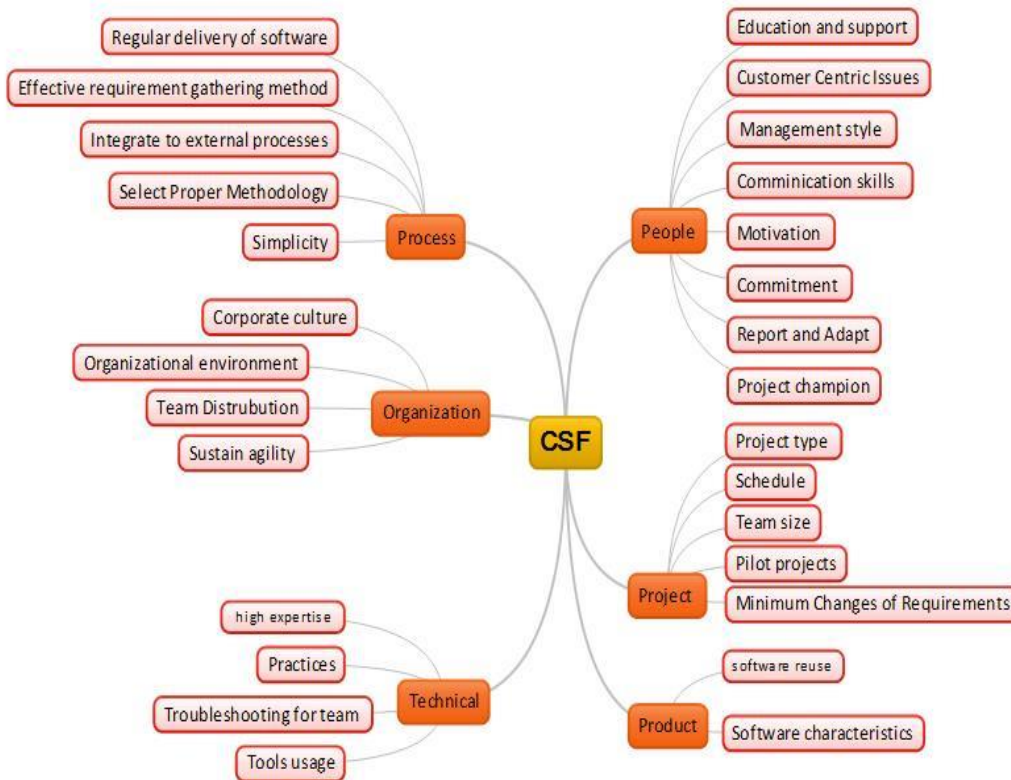 Regular delivery of software
Effective requirement gathering method
Integrate to external processes
Select Proper Methodology
Simplicity
Process
Corporate culture
Organizational environment
Team Distrubution
Sustain agility
Organization
high expertise
Practices
Troubleshooting for team
Tools usage
Technical
CSF
Education and support
Customer Centric Issues
Management style
Comminication skills
Motivation
Commitment
Report and Adapt
Project champion
People
Project type
Schedule
Team size
Pilot projects
Minimum Changes of Requirements
Project
software reuse
Software characteristics
Product